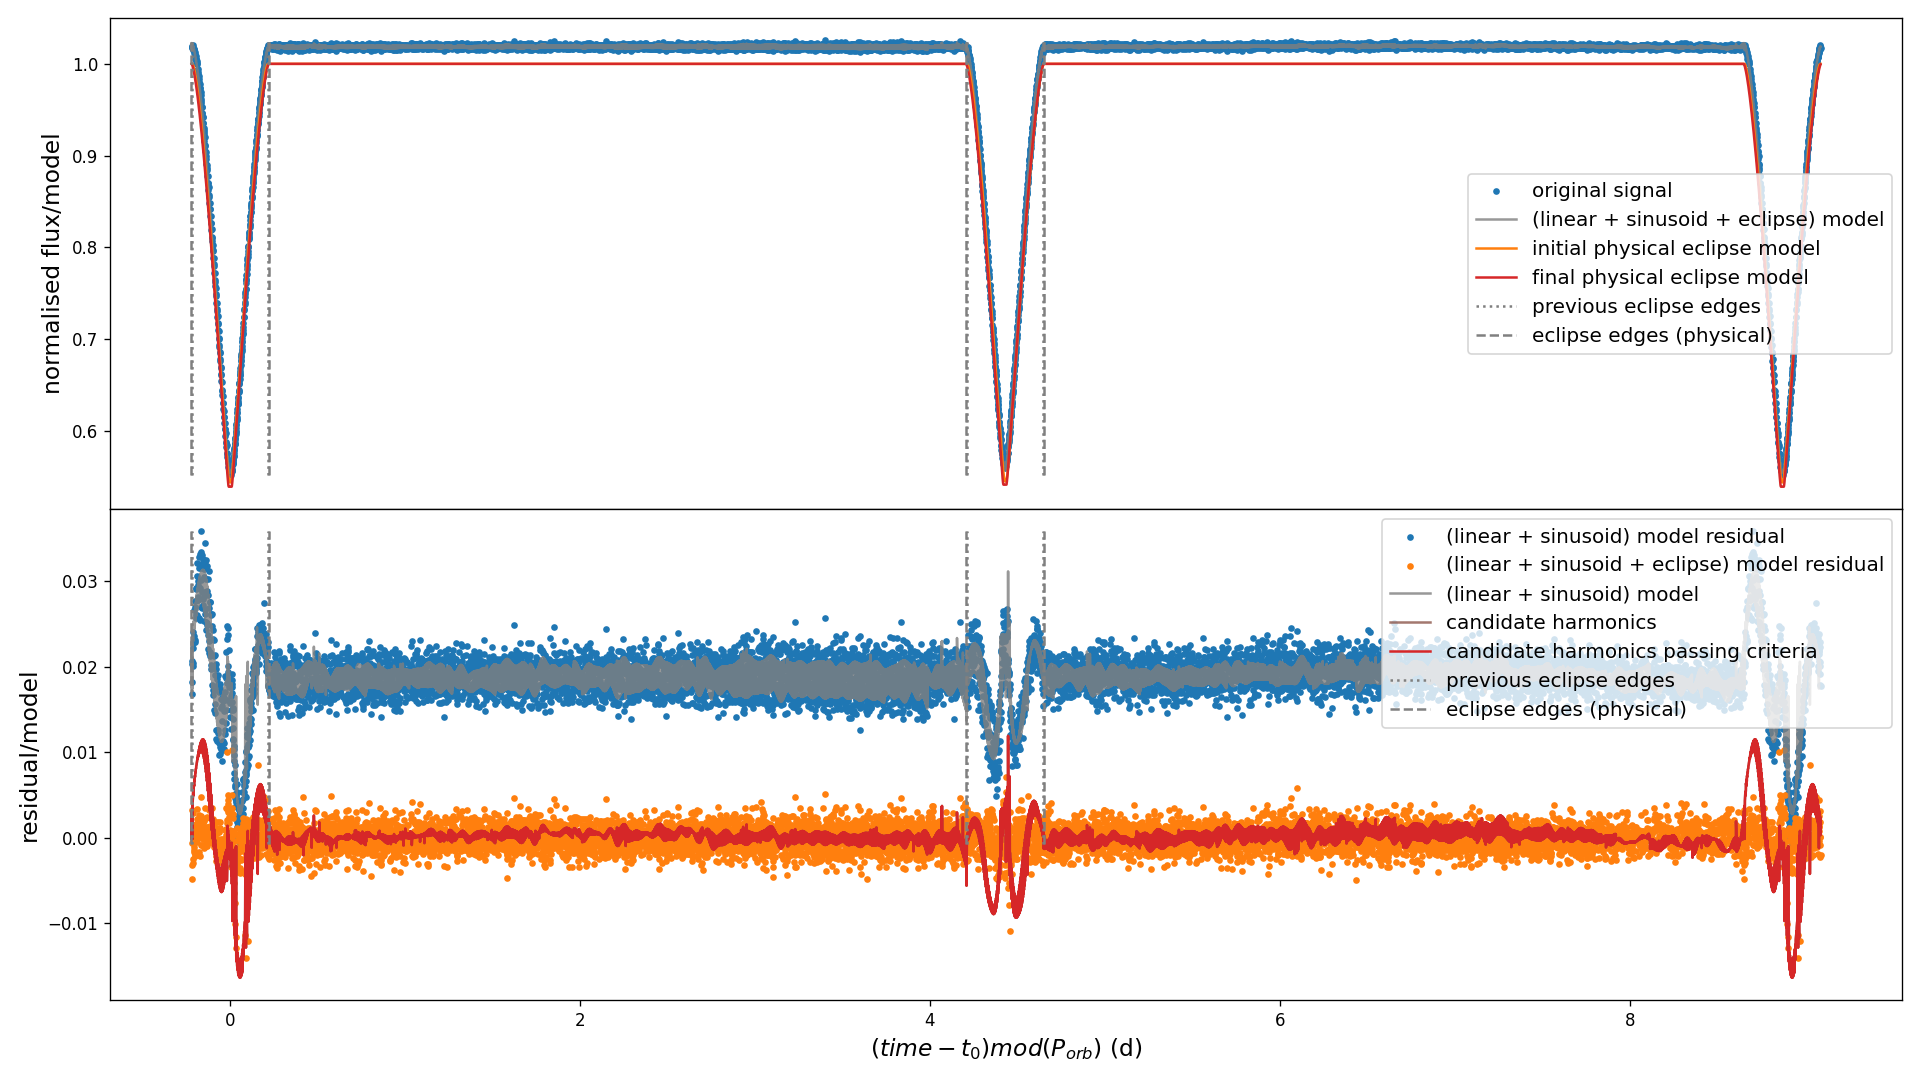 normalised flux/model
1.0
0.9
0.8
0.7
0.6
original signal
(linear + sinusoid + eclipse) model
initial physical eclipse model
final physical eclipse model
previous eclipse edges
eclipse edges (physical)
residual/model
0.03
0.02
0.01
0.00
−0.01
(linear + sinusoid) model residual
(linear + sinusoid + eclipse) model residual
(linear + sinusoid) model
candidate harmonics
candidate harmonics passing criteria
previous eclipse edges
eclipse edges (physical)
0 2 4 6 8
(time − t₀)mod(P_orb) (d)